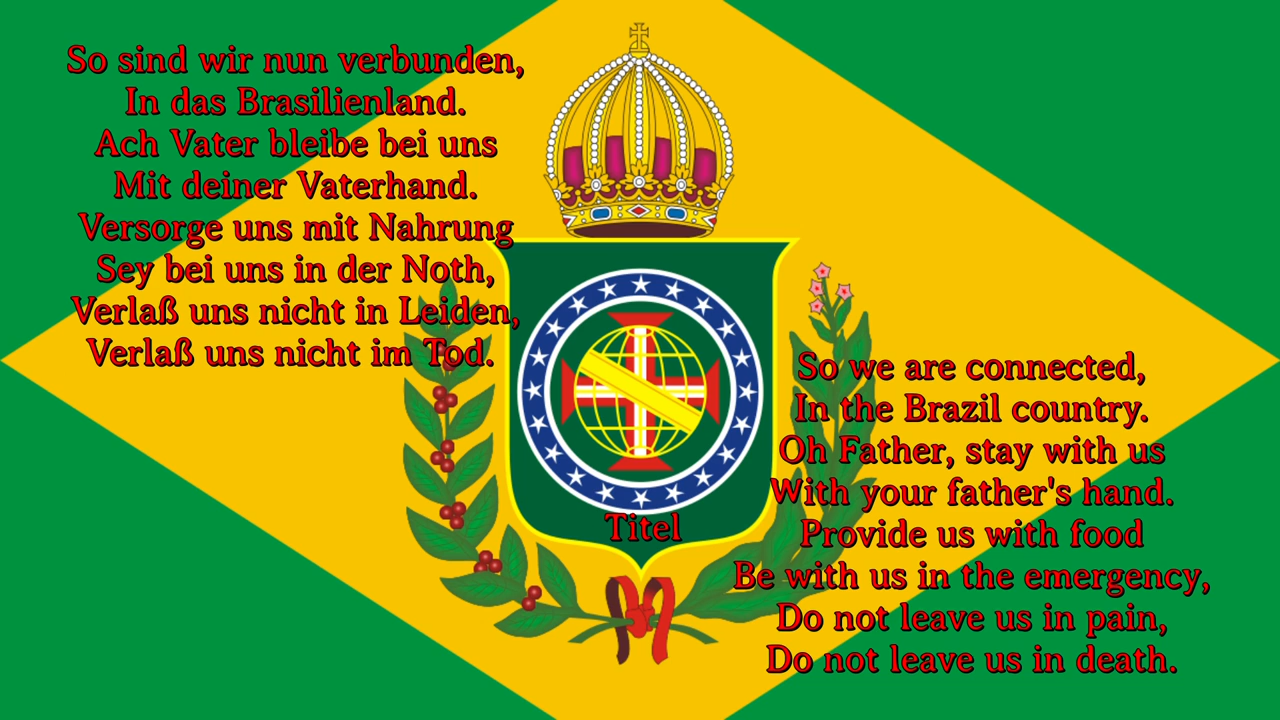 So sind wir nun verbunden,
In das Brasilienland.
Ach Vater bleibe bei uns
Mit deiner Vaterhand.
Versorge uns mit Nahrung
Sey bei uns in der Noth,
Verlaß uns nicht in Leiden,
Verlaß uns nicht im Tod.
Titel
So we are connected,
In the Brazil country.
Oh Father, stay with us
With your father's hand.
Provide us with food
Be with us in the emergency,
Do not leave us in pain,
Do not leave us in death.